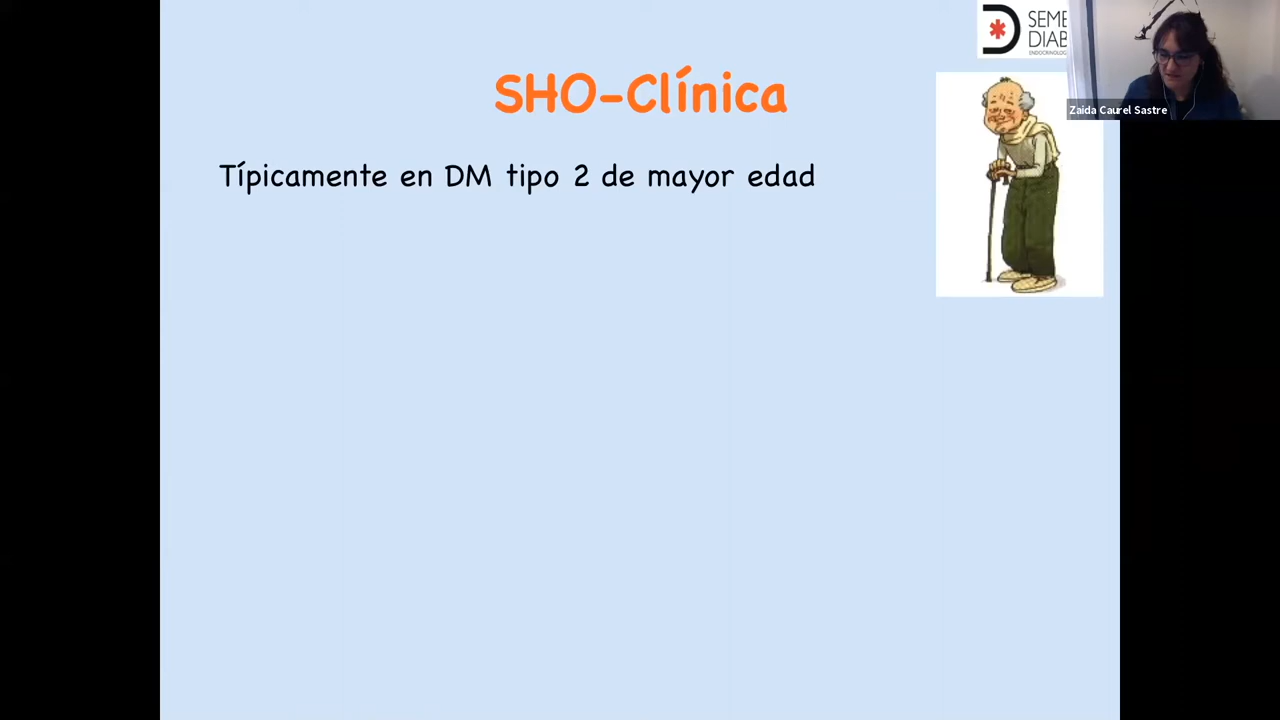 SHO-Clínica
Típicamente en DM tipo 2 de mayor edad
Zaida Caurel Sastre